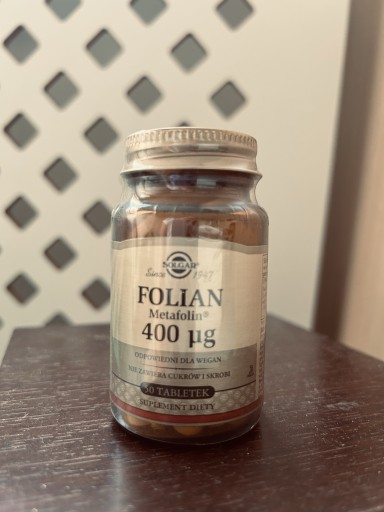 SOLGAR®
Since 1947
FOLIAN
Metafolin®
400 µg
ODPOWIEDNI DLA WEGAN
NIE ZAWIERA CUKRÓW I SKROBI
50 TABLETEK
SUPLEMENT DIETY